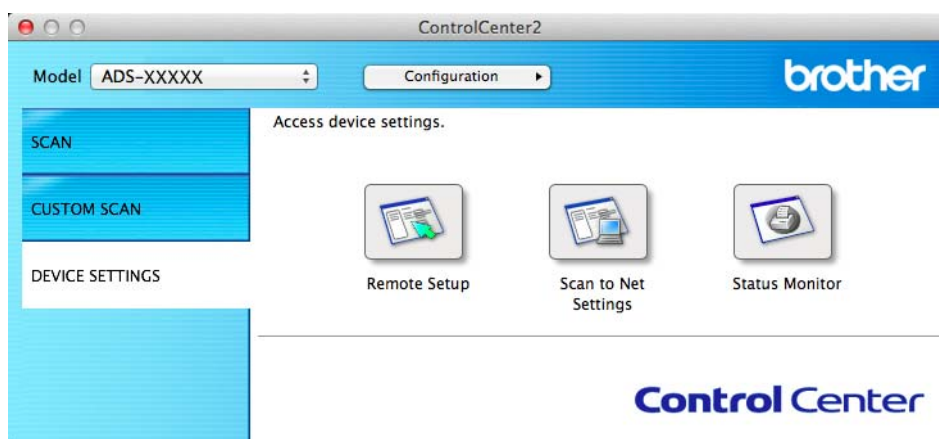 ControlCenter2
Model ADS-XXXXX Configuration
brother
SCAN
CUSTOM SCAN
DEVICE SETTINGS
Access device settings.
Remote Setup
Scan to Net
Settings
Status Monitor
Control Center